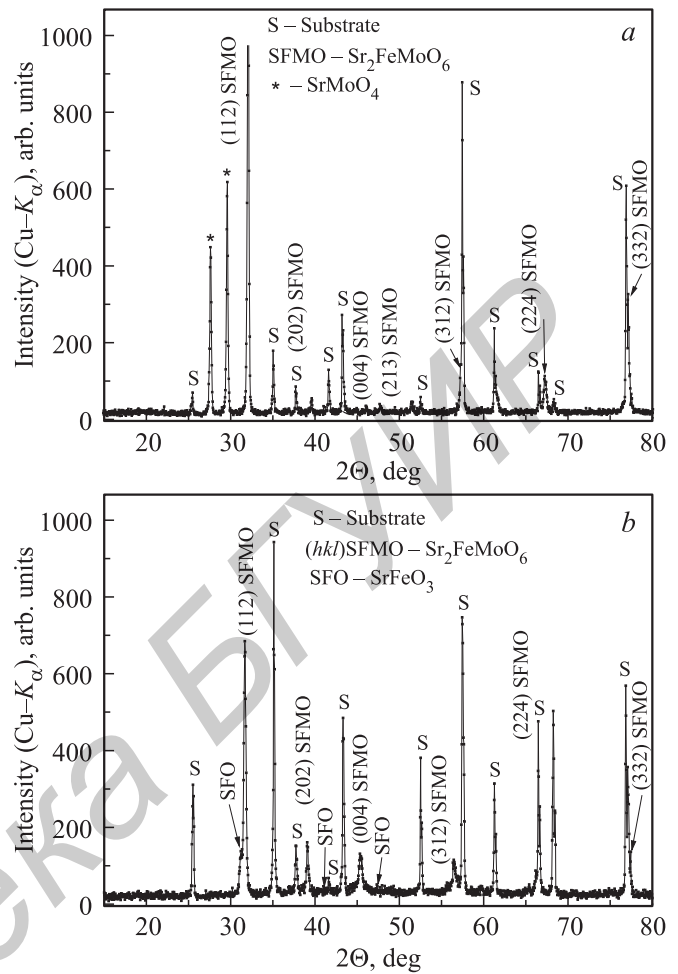 S – Substrate
SFMO – Sr2FeMoO6
* – SrMoO4
a
Intensity (Cu–Kα), arb. units
1000
800
600
400
200
0
*
*
(112) SFMO
S
S
(202) SFMO
S
S
S
(004) SFMO
(213) SFMO
S
(312) SFMO
S
S
(224) SFMO
S
S
S
(332) SFMO
20 30 40 50 60 70 80
2Θ, deg
S – Substrate
(hkl)SFMO – Sr2FeMoO6
SFO – SrFeO3
b
Intensity (Cu–Kα), arb. units
1000
800
600
400
200
0
S
SFO
(112) SFMO
S
S
(202) SFMO
SFO
S
S
(004) SFMO
SFO
S
(312) SFMO
S
S
(224) SFMO
S
S
(332) SFMO
20 30 40 50 60 70 80
2Θ, deg
ека БГУИР